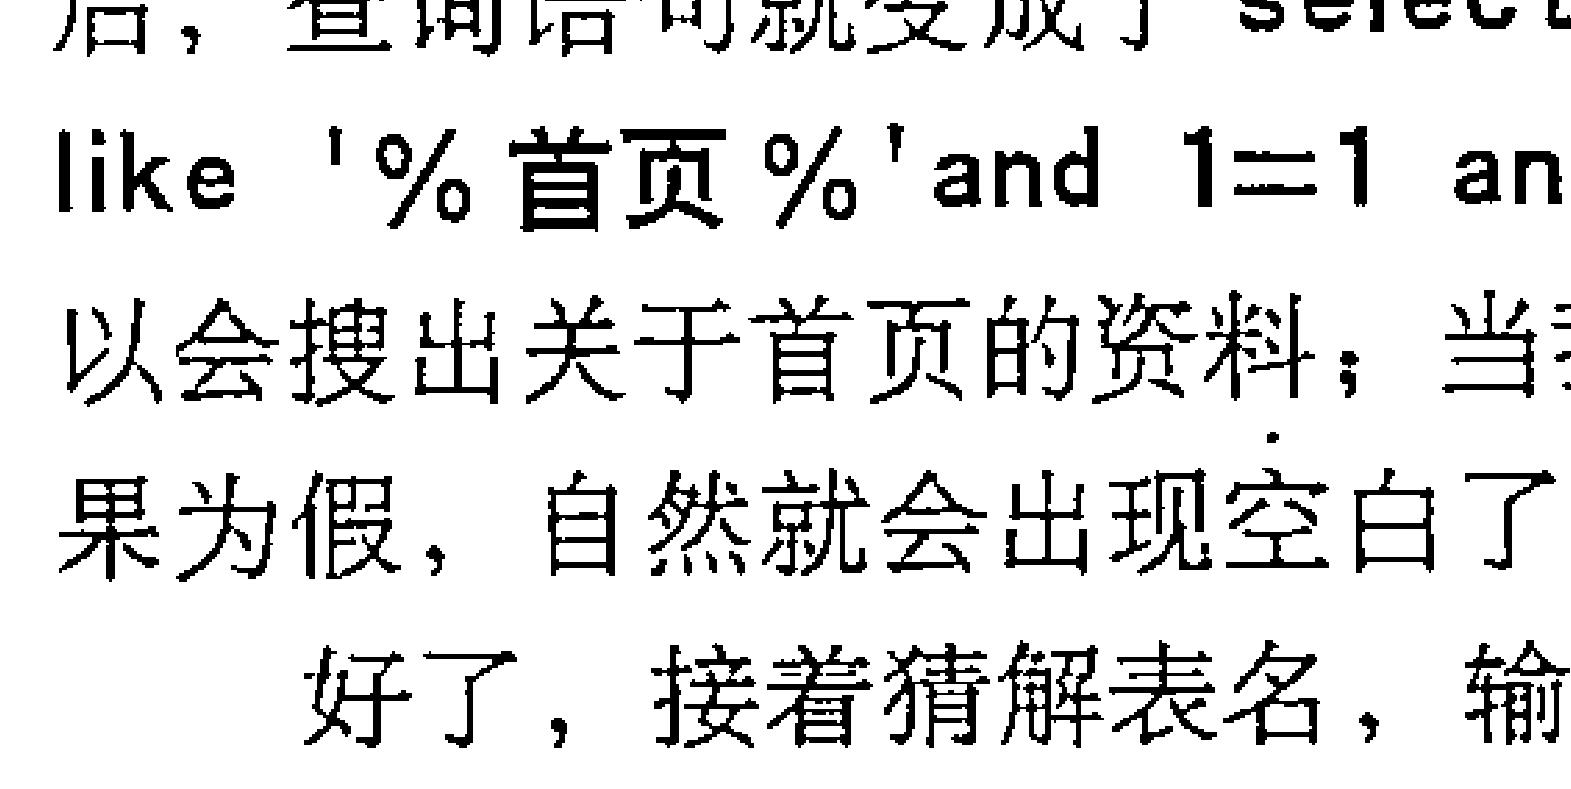 后，查询语句就变成了 select
like '%首页%'and 1=1 an
以会搜出关于首页的资料；当
果为假，自然就会出现空白了
好了，接着猜解表名，输